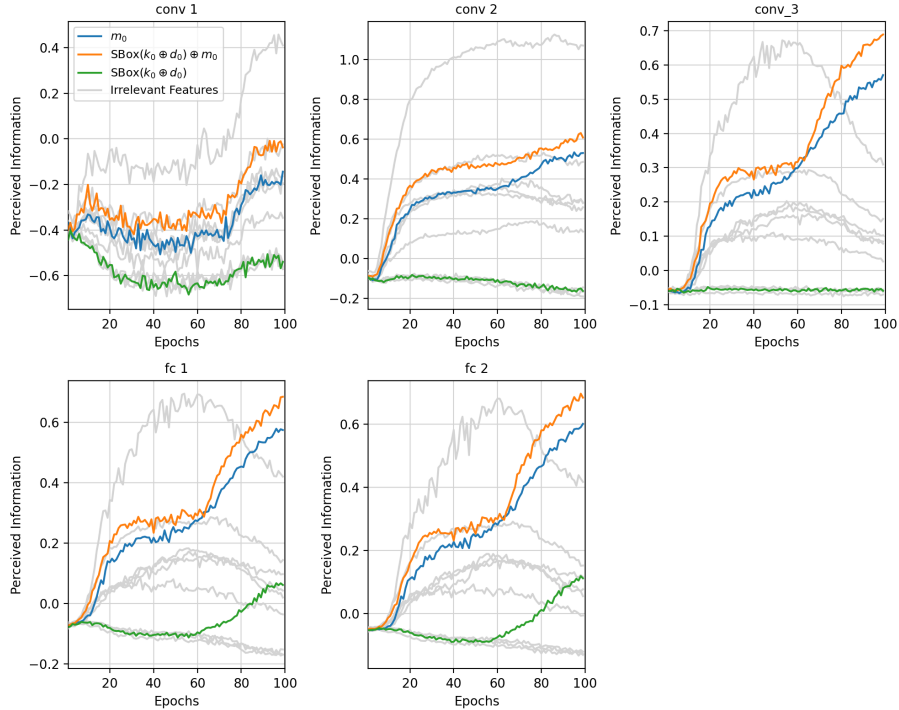 conv 1
conv 2
conv_3
0.4
0.2
0.0
−0.2
−0.4
−0.6
Perceived Information
m₀
SBox(k₀ ⊕ d₀) ⊕ m₀
SBox(k₀ ⊕ d₀)
Irrelevant Features
20 40 60 80 100
Epochs
1.0
0.8
0.6
0.4
0.2
0.0
−0.2
Perceived Information
20 40 60 80 100
Epochs
0.7
0.6
0.5
0.4
0.3
0.2
0.1
0.0
−0.1
Perceived Information
20 40 60 80 100
Epochs
fc 1
fc 2
0.6
0.4
0.2
0.0
−0.2
Perceived Information
20 40 60 80 100
Epochs
0.6
0.4
0.2
0.0
Perceived Information
20 40 60 80 100
Epochs